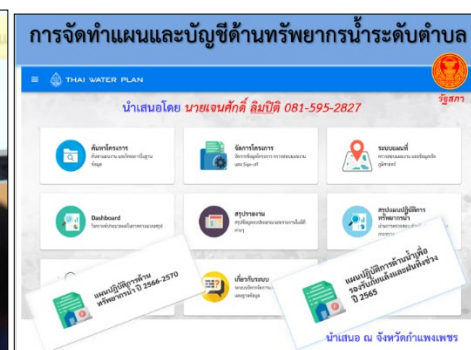 การจัดทำแผนและบัญชีด้านทรัพยากรน้ำระดับตำบล
THAI WATER PLAN
รัฐสภา
นำเสนอโดย นายเจนศักดิ์ ลิมปิติ 081-595-2827
ค้นหาโครงการ
จัดการโครงการ
ระบบแผนที่
Dashboard
สรุปรายงาน
สรุปแผนปฏิบัติการ
ทรัพยากรน้ำ
เกี่ยวกับระบบ
แผนปฏิบัติการด้าน
ทรัพยากรน้ำ ปี 2566-2570
แผนปฏิบัติการด้านน้ำเพื่อ
รองรับภัยแล้งและฝนทิ้งช่วง
ปี 2565
นำเสนอ ณ จังหวัดกำแพงเพชร